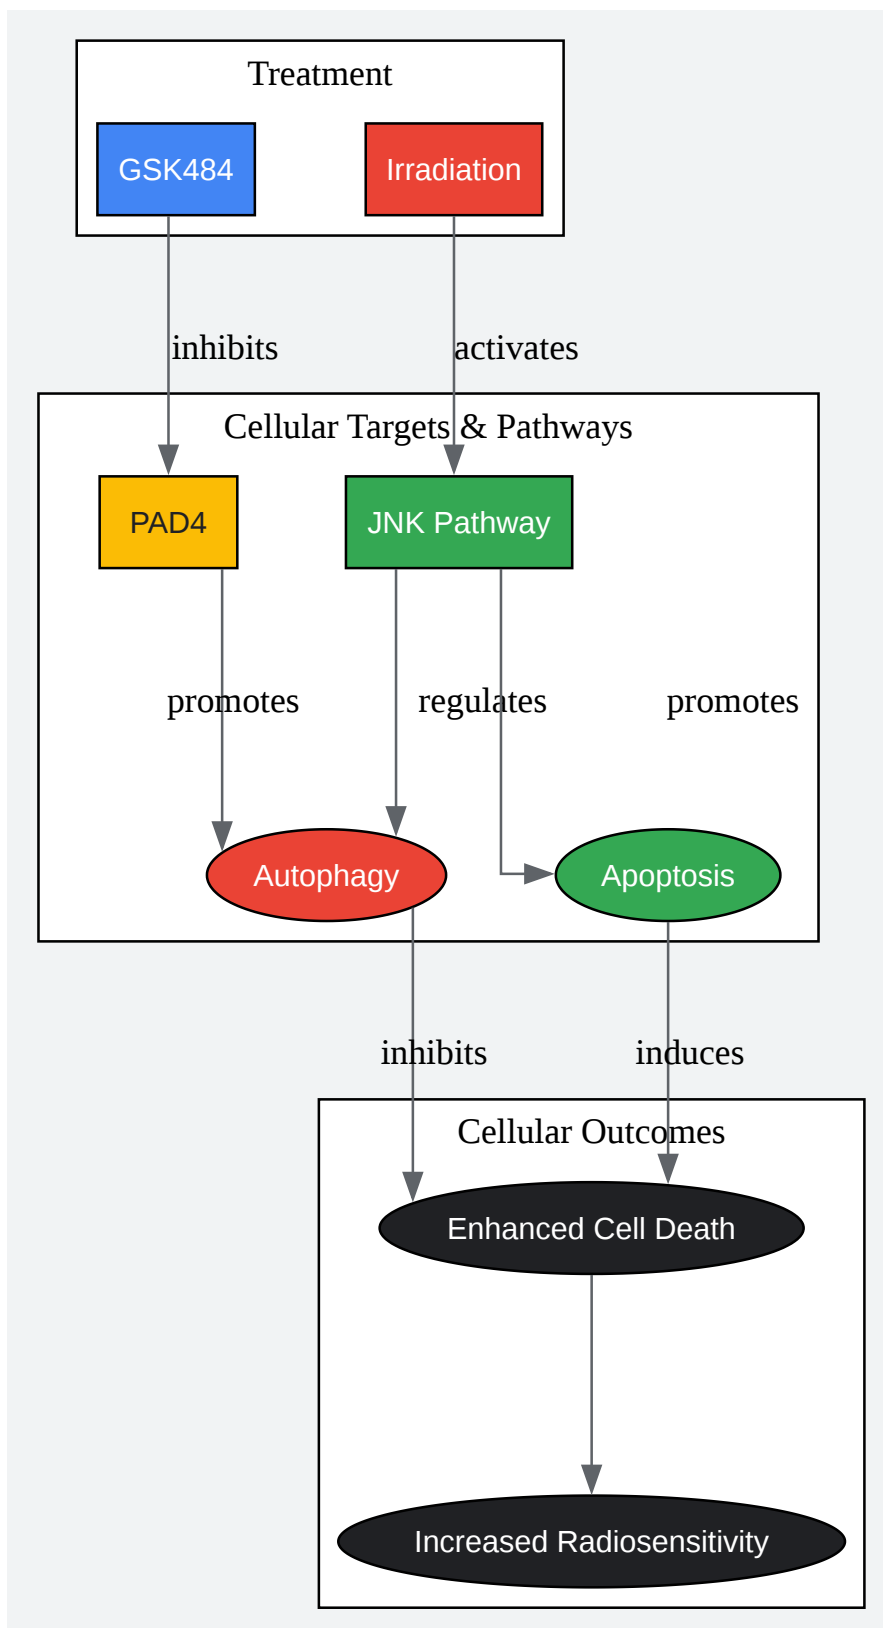 Treatment
GSK484
Irradiation
inhibits
activates
Cellular Targets & Pathways
PAD4
JNK Pathway
promotes
regulates
promotes
Autophagy
Apoptosis
inhibits
induces
Cellular Outcomes
Enhanced Cell Death
Increased Radiosensitivity